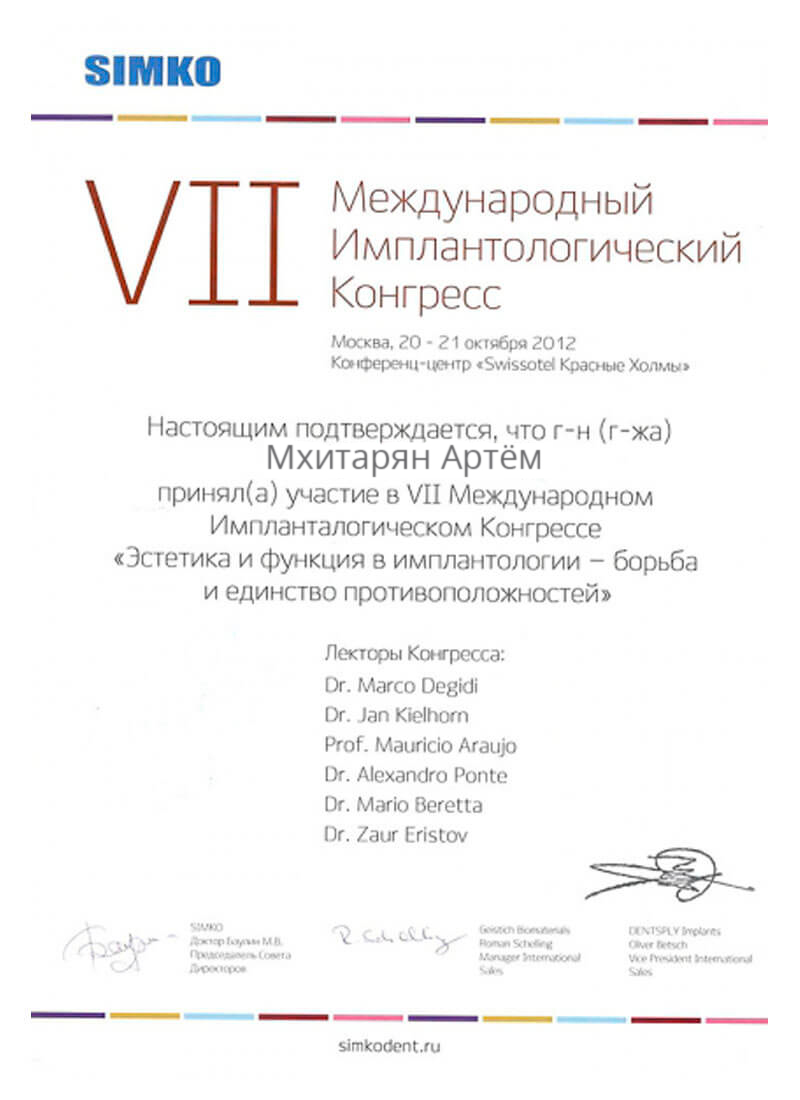 SIMKO
VII
Международный
Имплантологический
Конгресс
Москва, 20 - 21 октября 2012
Конференц-центр «Swissotel Красные Холмы»
Настоящим подтверждается, что г-н (г-жа)
Мхитарян Артём
принял(а) участие в VII Международном
Имплантaлогическом Конгрессе
«Эстетика и функция в имплантологии – борьба
и единство противоположностей»
Лекторы Конгресса:
Dr. Marco Degidi
Dr. Jan Kielhorn
Prof. Mauricio Araujo
Dr. Alexandro Ponte
Dr. Mario Beretta
Dr. Zaur Eristov
SIMKO
Доктор Баулин М.В.
Председатель Совета
Директоров
R. Schelling
Geistich Biomaterials
Roman Schelling
Manager International
Sales
DENTSPLY Implants
Oliver Betsch
Vice President International
Sales
simkodent.ru